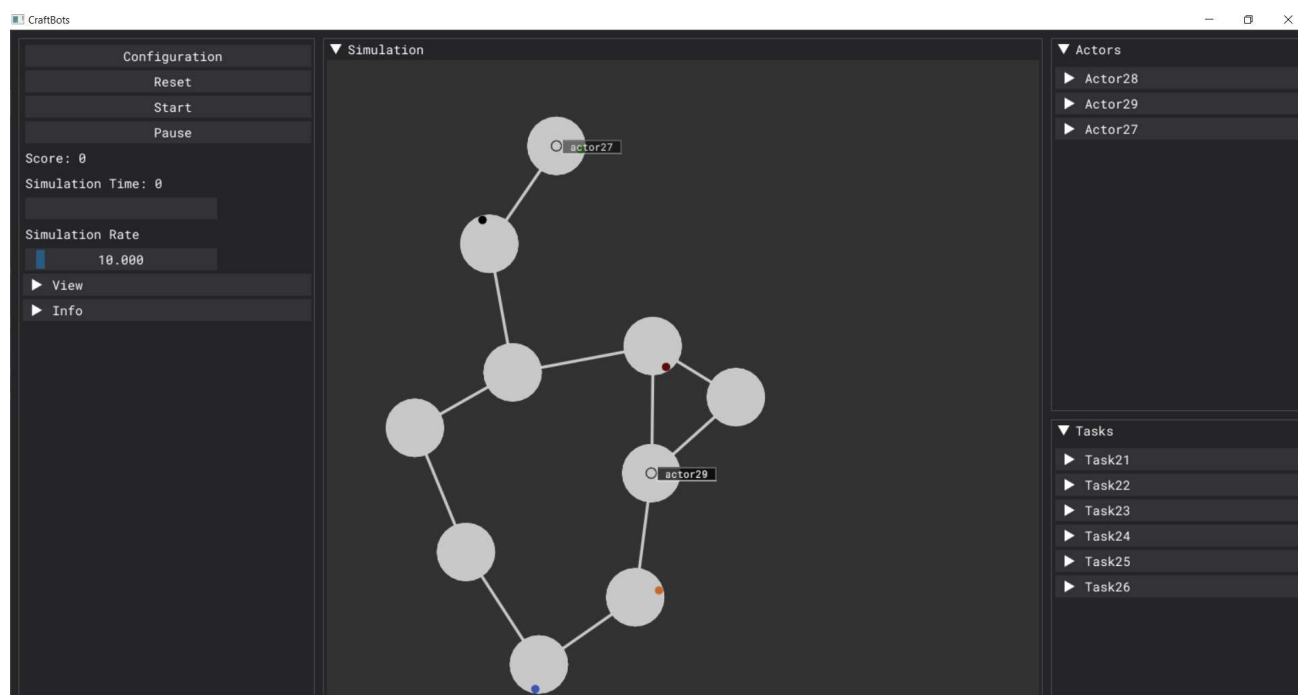 CraftBots
Configuration
Reset
Start
Pause
Score: 0
Simulation Time: 0
Simulation Rate
10.000
View
Info
Simulation
actor27
actor29
Actors
Actor28
Actor29
Actor27
Tasks
Task21
Task22
Task23
Task24
Task25
Task26